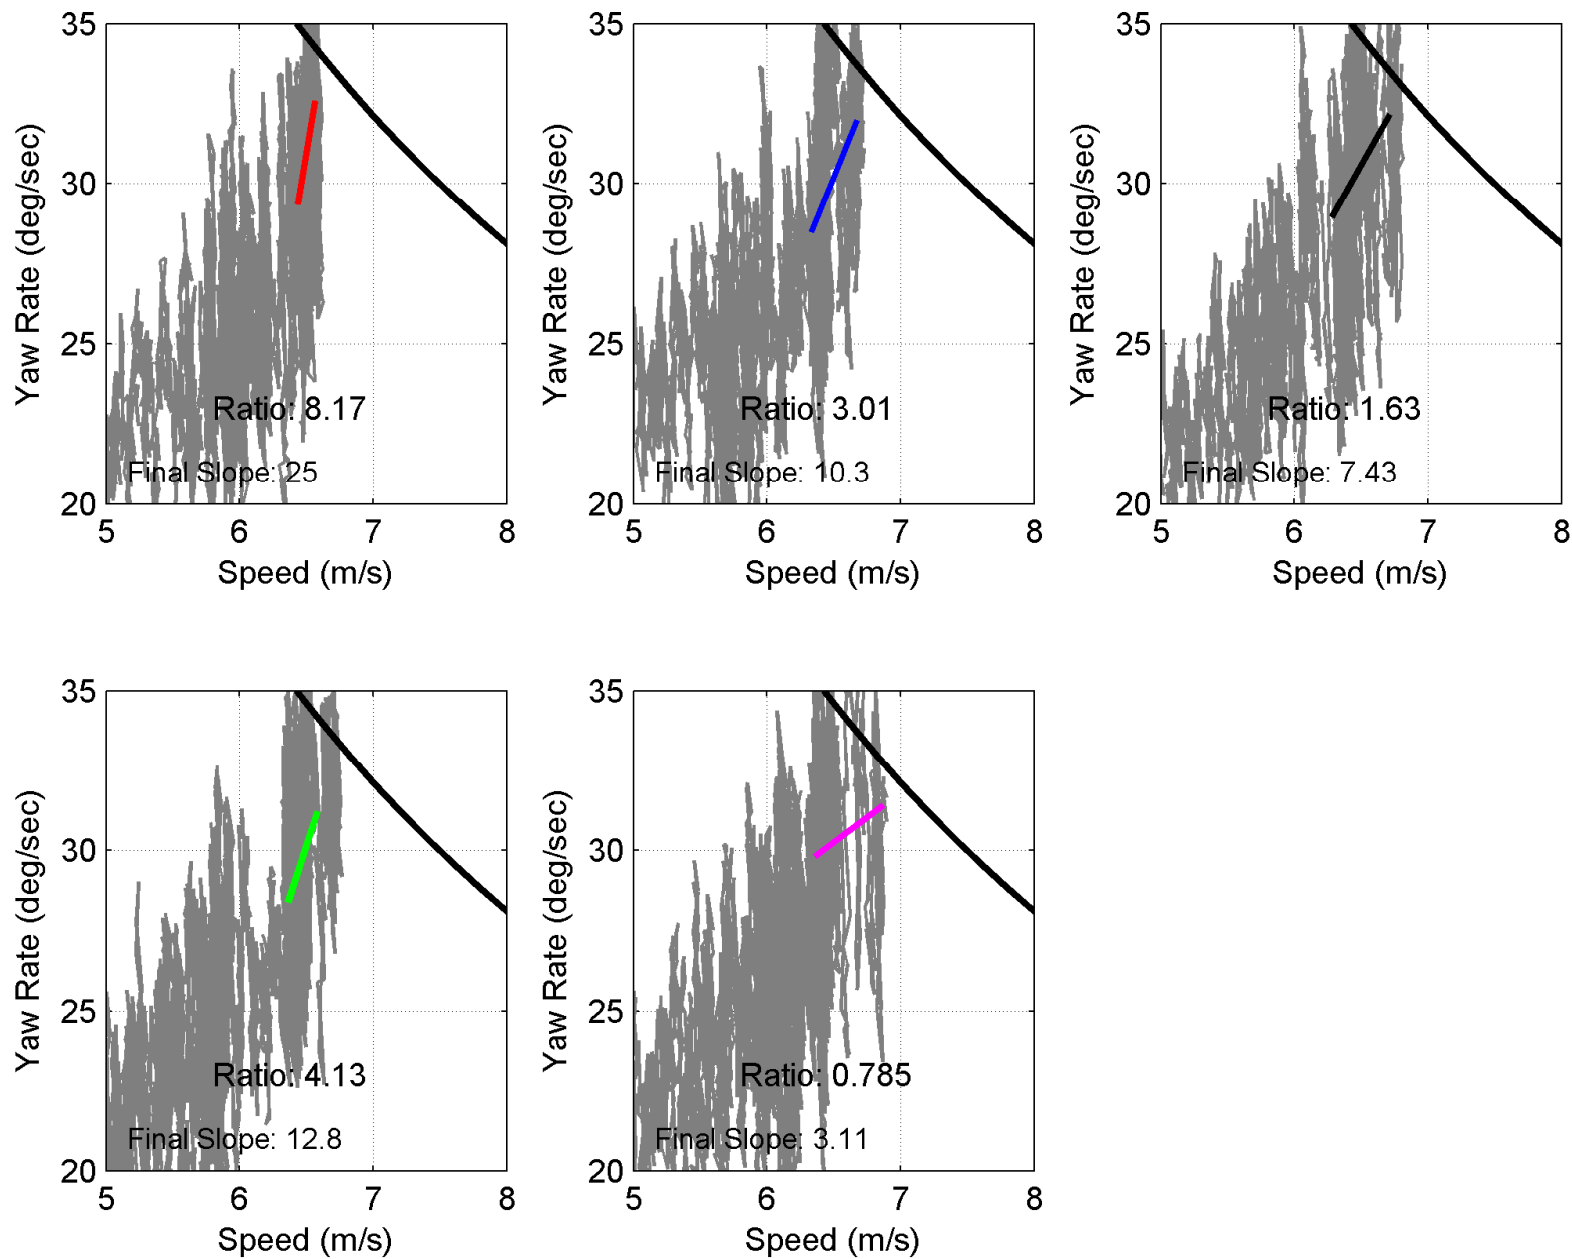 35
30
25
20
Yaw Rate (deg/sec)
Ratio: 8.17
Final Slope: 25
5 6 7 8
Speed (m/s)
35
30
25
20
Yaw Rate (deg/sec)
Ratio: 3.01
Final Slope: 10.3
5 6 7 8
Speed (m/s)
35
30
25
20
Yaw Rate (deg/sec)
Ratio: 1.63
Final Slope: 7.43
5 6 7 8
Speed (m/s)
35
30
25
20
Yaw Rate (deg/sec)
Ratio: 4.13
Final Slope: 12.8
5 6 7 8
Speed (m/s)
35
30
25
20
Yaw Rate (deg/sec)
Ratio: 0.785
Final Slope: 3.11
5 6 7 8
Speed (m/s)